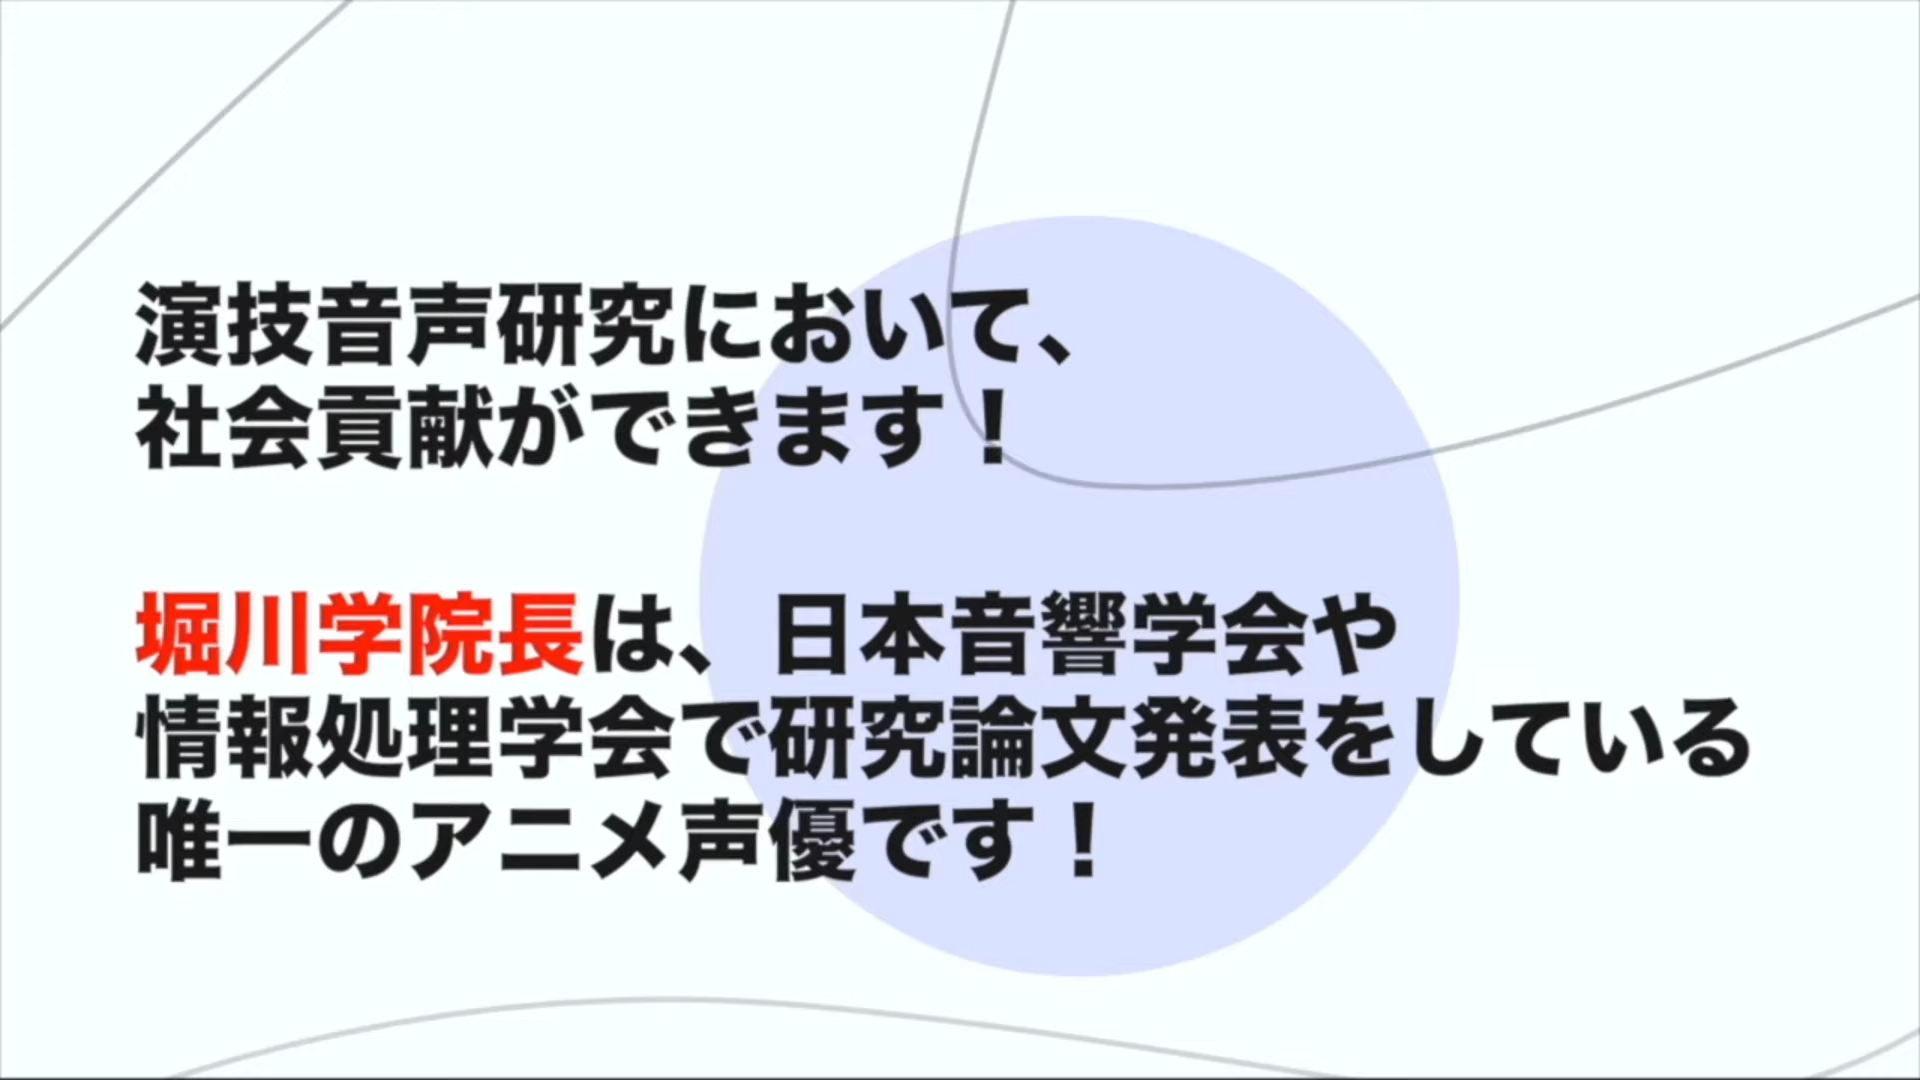 演技音声研究において、
社会貢献ができます！
堀川学院長は、日本音響学会や
情報処理学会で研究論文発表をしている
唯一のアニメ声優です！